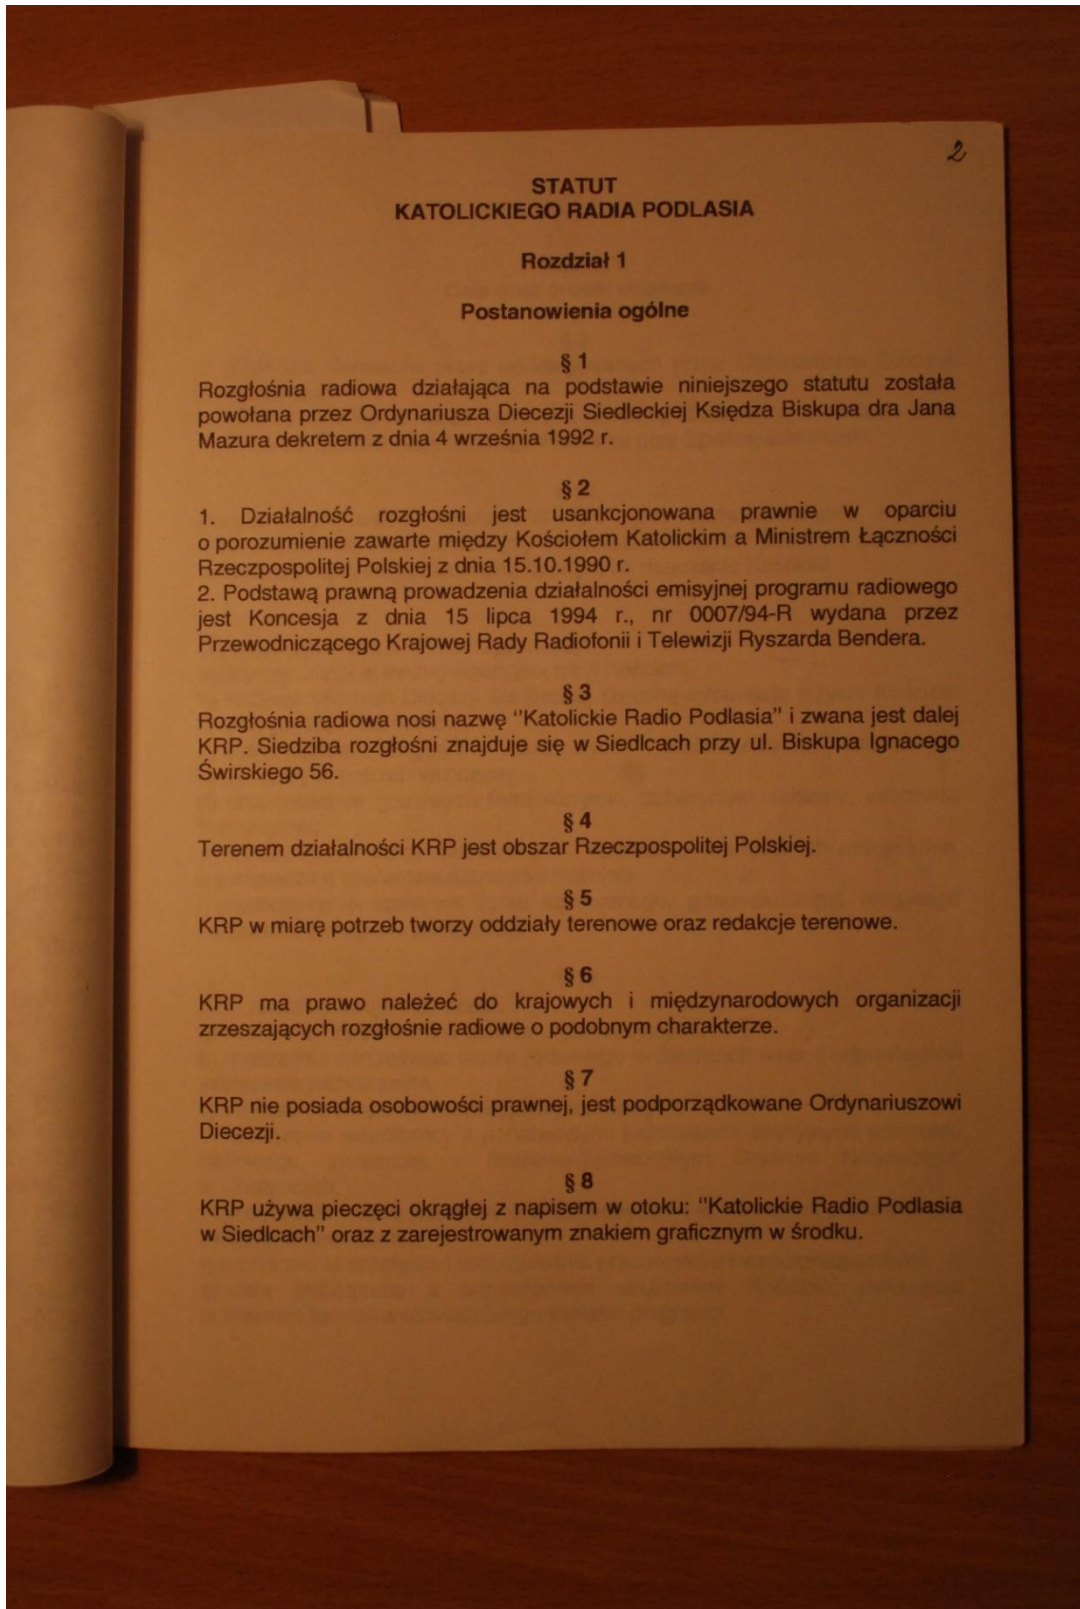 2
STATUT
KATOLICKIEGO RADIA PODLASIA
Rozdział 1
Postanowienia ogólne
§ 1
Rozgłośnia radiowa działająca na podstawie niniejszego statutu została
powołana przez Ordynariusza Diecezji Siedleckiej Księdza Biskupa dra Jana
Mazura dekretem z dnia 4 września 1992 r.
§ 2
1. Działalność rozgłośni jest usankcjonowana prawnie w oparciu
o porozumienie zawarte między Kościołem Katolickim a Ministrem Łączności
Rzeczpospolitej Polskiej z dnia 15.10.1990 r.
2. Podstawą prawną prowadzenia działalności emisyjnej programu radiowego
jest Koncesja z dnia 15 lipca 1994 r., nr 0007/94-R wydana przez
Przewodniczącego Krajowej Rady Radiofonii i Telewizji Ryszarda Bendera.
§ 3
Rozgłośnia radiowa nosi nazwę ''Katolickie Radio Podlasia'' i zwana jest dalej
KRP. Siedziba rozgłośni znajduje się w Siedlcach przy ul. Biskupa Ignacego
Świrskiego 56.
§ 4
Terenem działalności KRP jest obszar Rzeczpospolitej Polskiej.
§ 5
KRP w miarę potrzeb tworzy oddziały terenowe oraz redakcje terenowe.
§ 6
KRP ma prawo należeć do krajowych i międzynarodowych organizacji
zrzeszających rozgłośnie radiowe o podobnym charakterze.
§ 7
KRP nie posiada osobowości prawnej, jest podporządkowane Ordynariuszowi
Diecezji.
§ 8
KRP używa pieczęci okrągłej z napisem w otoku: ''Katolickie Radio Podlasia
w Siedlcach'' oraz z zarejestrowanym znakiem graficznym w środku.